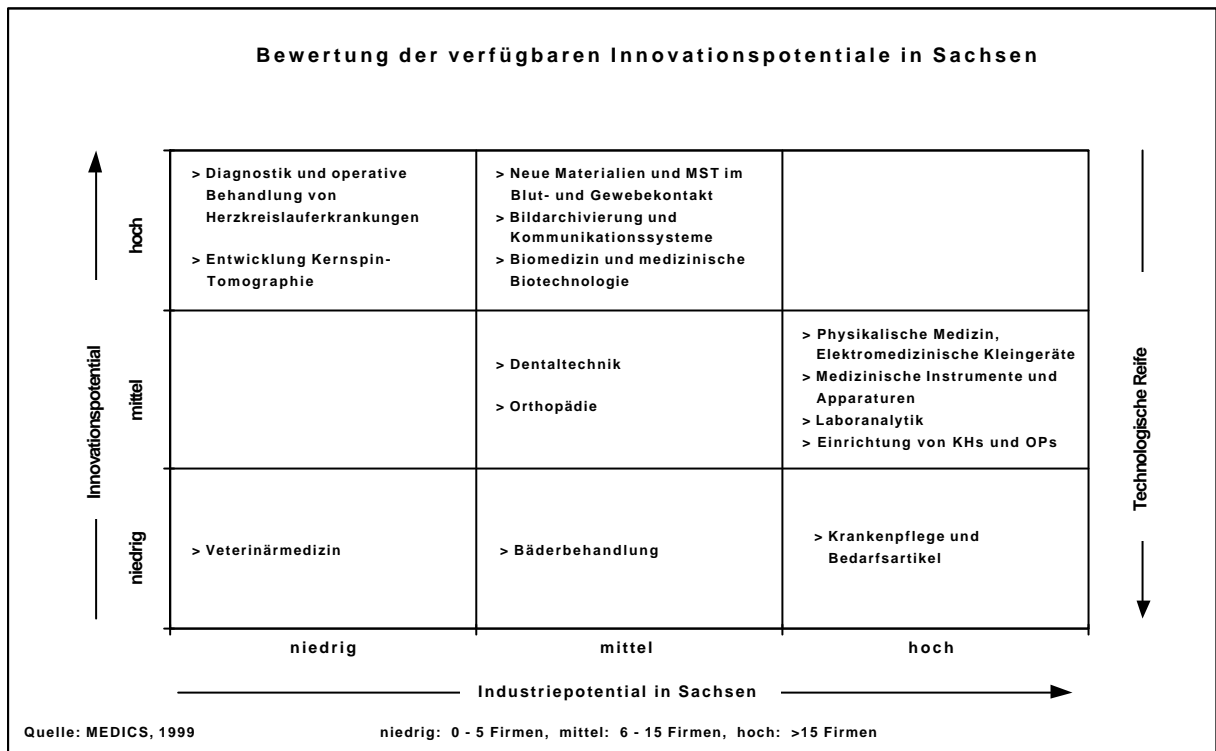 Bewertung der verfügbaren Innovationspotentiale in Sachsen
> Diagnostik und operative
Behandlung von
Herzkreislauferkrankungen
> Entwicklung Kernspin-
Tomographie
> Neue Materialien und MST im
Blut- und Gewebekontakt
> Bildarchivierung und
Kommunikationssysteme
> Biomedizin und medizinische
Biotechnologie
hoch
> Dentaltechnik
> Orthopädie
> Physikalische Medizin,
Elektromedizinische Kleingeräte
> Medizinische Instrumente und
Apparaturen
> Laboranalytik
> Einrichtung von KHs und OPs
mittel
Innovationspotential
Technologische Reife
> Veterinärmedizin
> Bäderbehandlung
> Krankenpflege und
Bedarfsartikel
niedrig
niedrig
mittel
hoch
Industriepotential in Sachsen
Quelle: MEDICS, 1999
niedrig: 0 - 5 Firmen, mittel: 6 - 15 Firmen, hoch: >15 Firmen